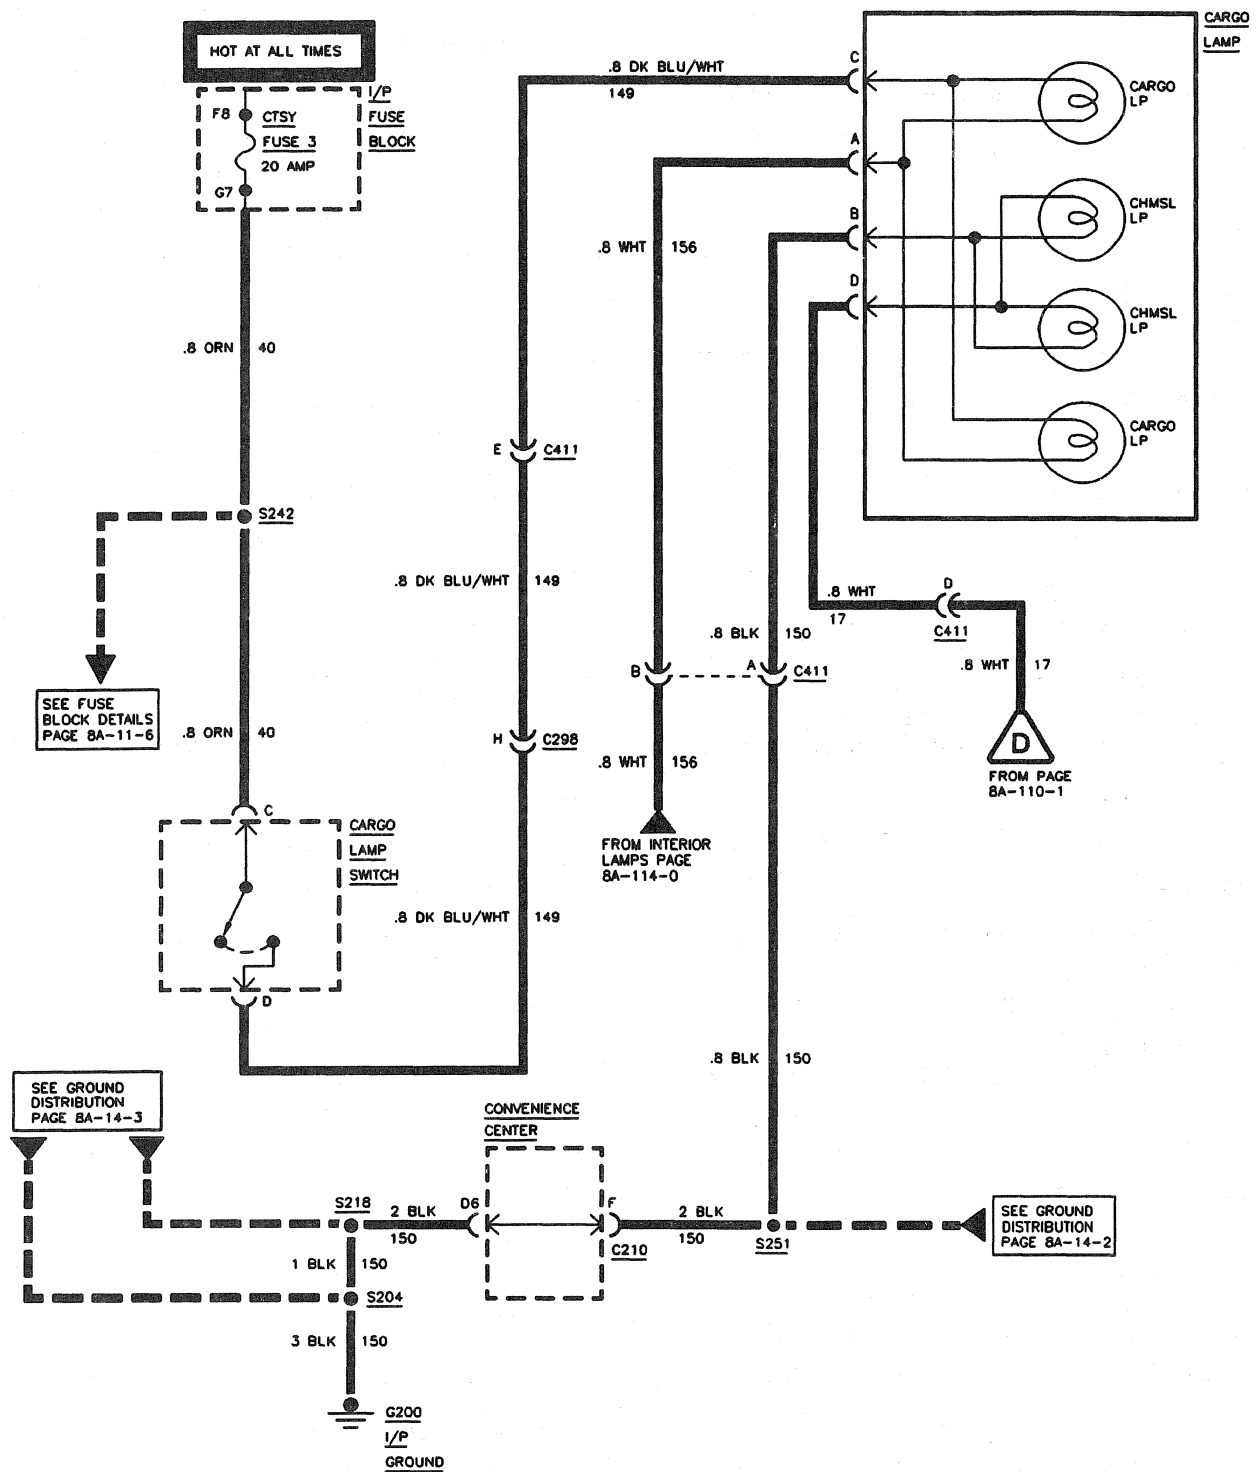 HOT AT ALL TIMES
I/P
FUSE
BLOCK
F8
CTSY
FUSE 3
20 AMP
G7
.8 ORN 40
S242
SEE FUSE
BLOCK DETAILS
PAGE 8A-11-6
.8 ORN 40
C
CARGO
LAMP
SWITCH
D
.8 DK BLU/WHT
149
E C411
.8 DK BLU/WHT 149
H C298
.8 DK BLU/WHT 149
CARGO
LAMP
C
A
B
D
CARGO
LP
CHMSL
LP
CHMSL
LP
CARGO
LP
.8 WHT 156
.8 WHT
17
D
C411
.8 WHT 17
D
FROM PAGE
8A-110-1
.8 BLK 150
B A C411
.8 WHT 156
FROM INTERIOR
LAMPS PAGE
8A-114-0
.8 BLK 150
SEE GROUND
DISTRIBUTION
PAGE 8A-14-3
CONVENIENCE
CENTER
S218
2 BLK
150
D6
F
C210
2 BLK
150
S251
SEE GROUND
DISTRIBUTION
PAGE 8A-14-2
1 BLK 150
S204
3 BLK 150
G200
I/P
GROUND